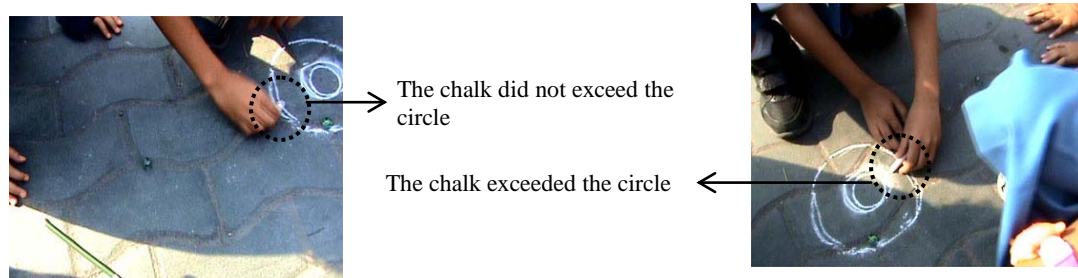 The chalk did not exceed the
circle
The chalk exceeded the circle